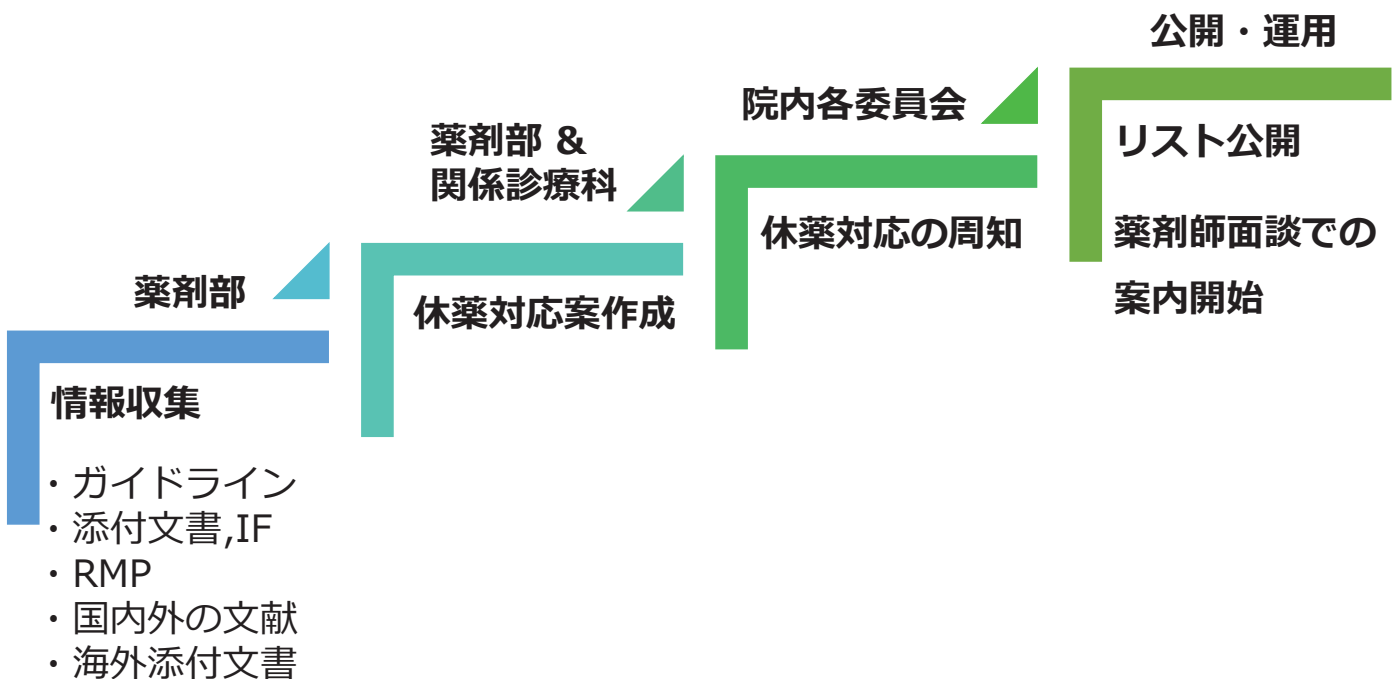 薬剤部
情報収集
・ガイドライン
・添付文書,IF
・RMP
・国内外の文献
・海外添付文書
薬剤部 &
関係診療科
休薬対応案作成
院内各委員会
休薬対応の周知
公開・運用
リスト公開
薬剤師面談での
案内開始